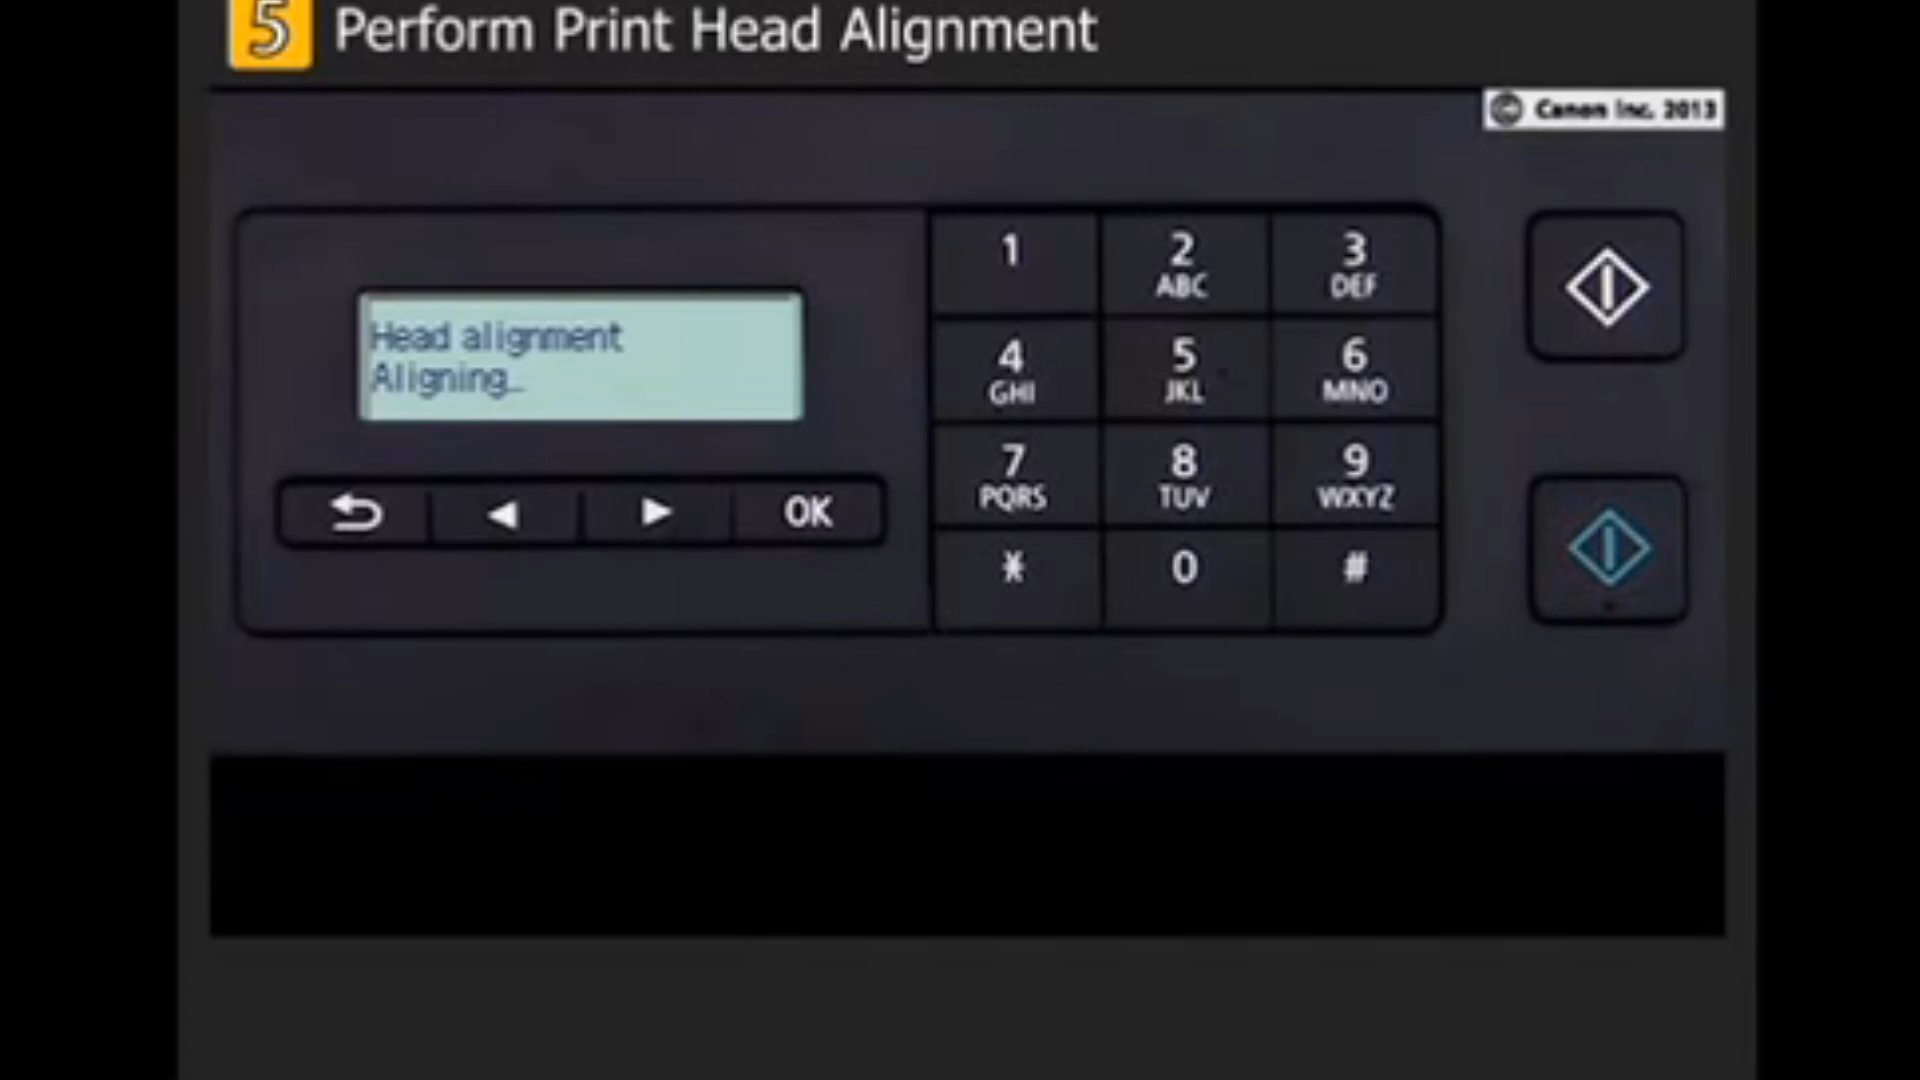 5 Perform Print Head Alignment
© Canon Inc. 2013
Head alignment
Aligning...
OK
1
2
ABC
3
DEF
4
GHI
5
JKL
6
MNO
7
PQRS
8
TUV
9
WXYZ
*
0
#